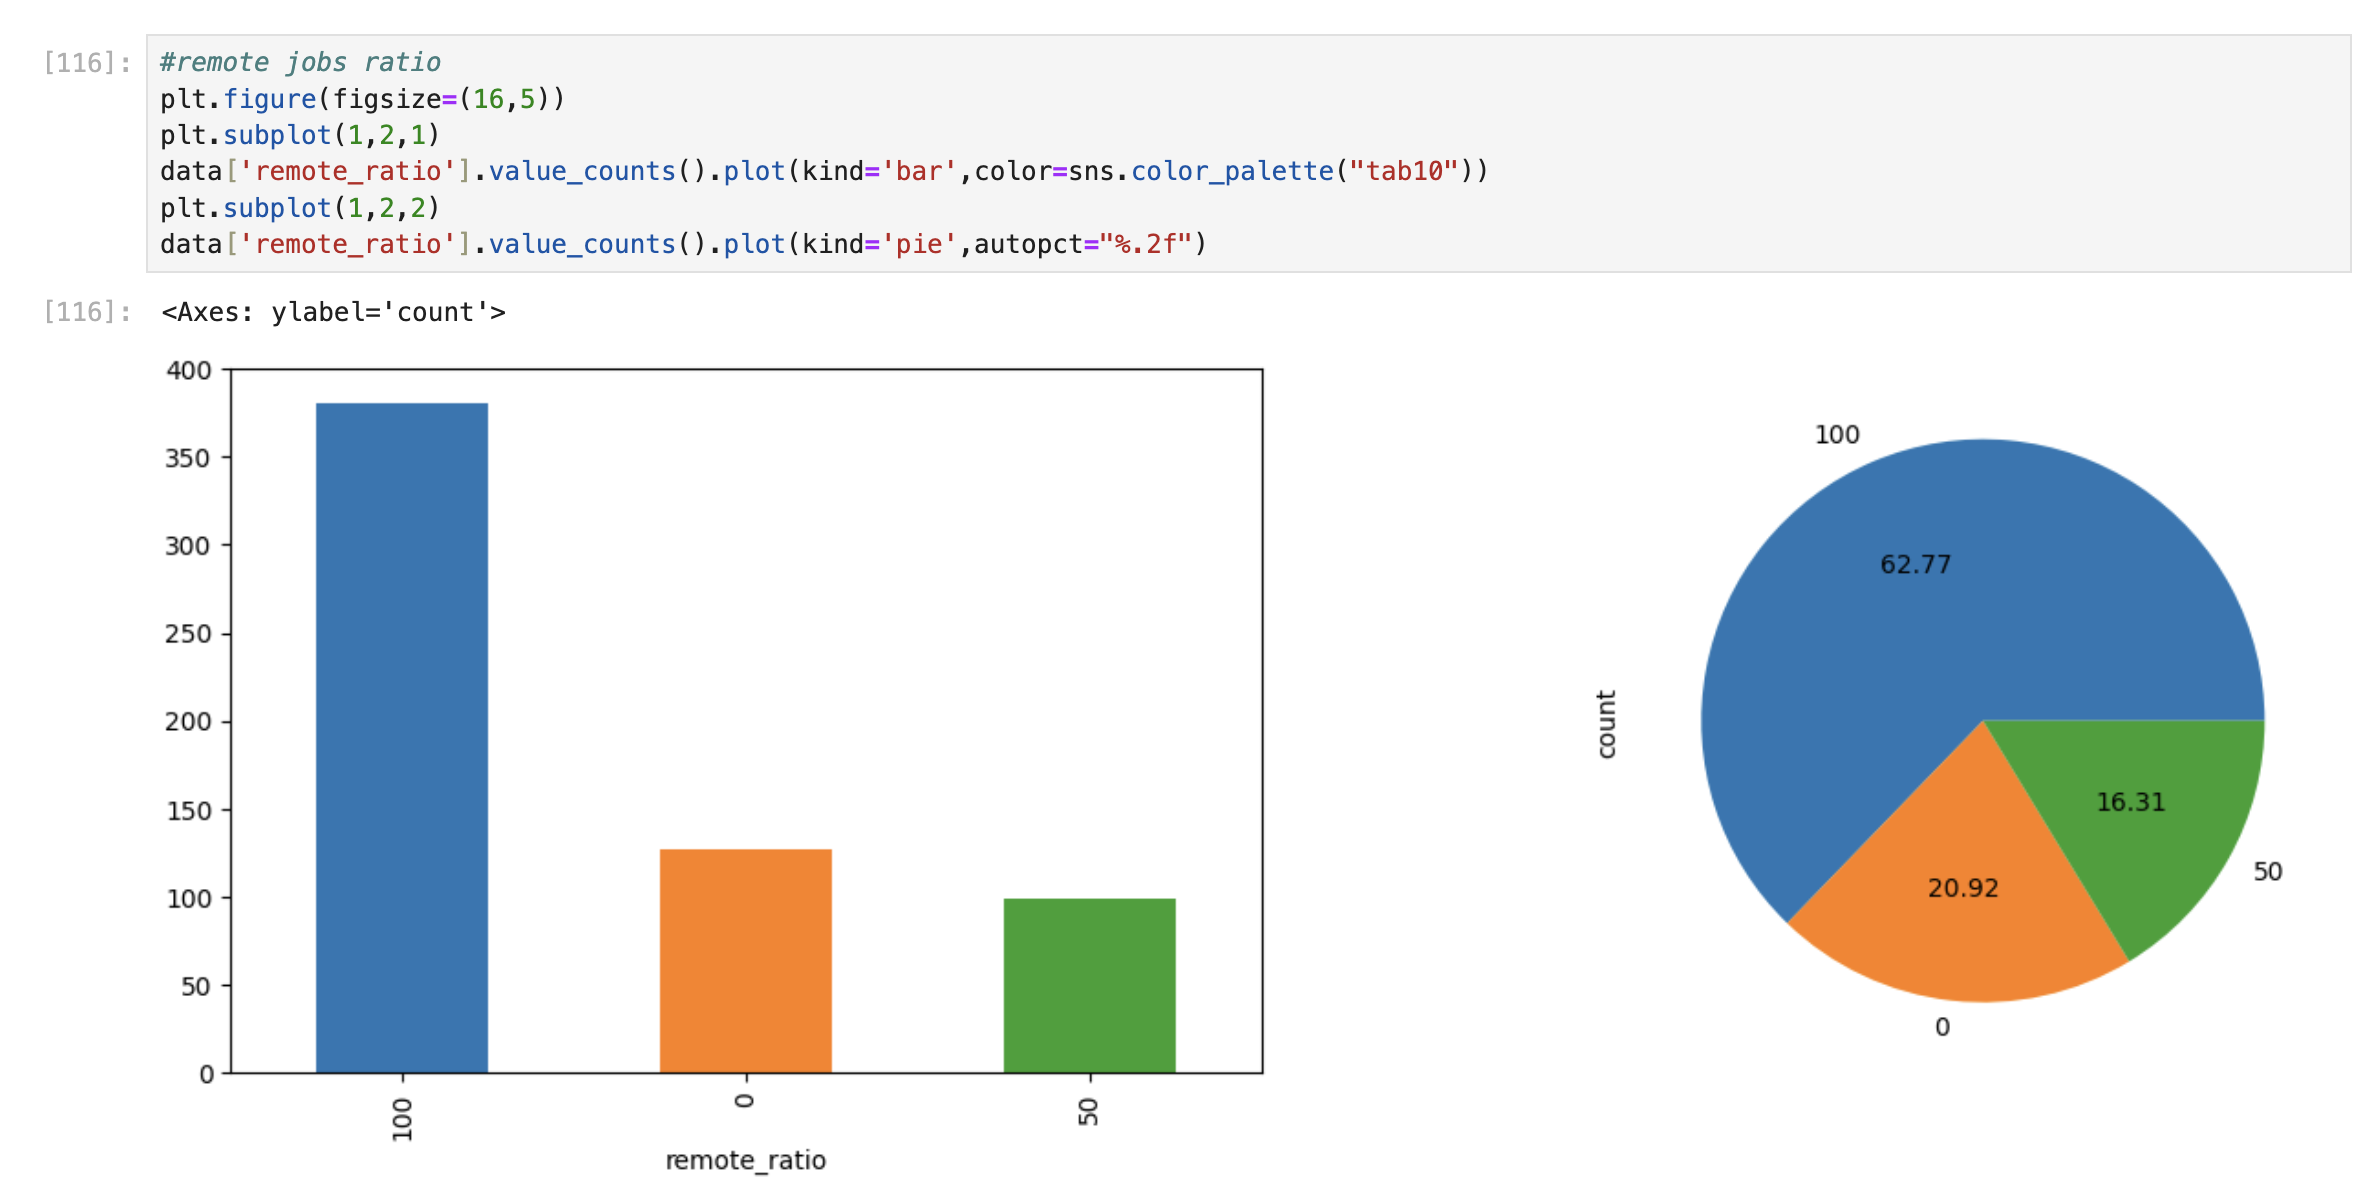 [116]:
#remote jobs ratio
plt.figure(figsize=(16,5))
plt.subplot(1,2,1)
data['remote_ratio'].value_counts().plot(kind='bar',color=sns.color_palette("tab10"))
plt.subplot(1,2,2)
data['remote_ratio'].value_counts().plot(kind='pie',autopct="%.2f")
[116]:
<Axes: ylabel='count'>
400
350
300
250
200
150
100
50
0
100
0
50
remote_ratio
count
100
62.77
16.31
50
20.92
0